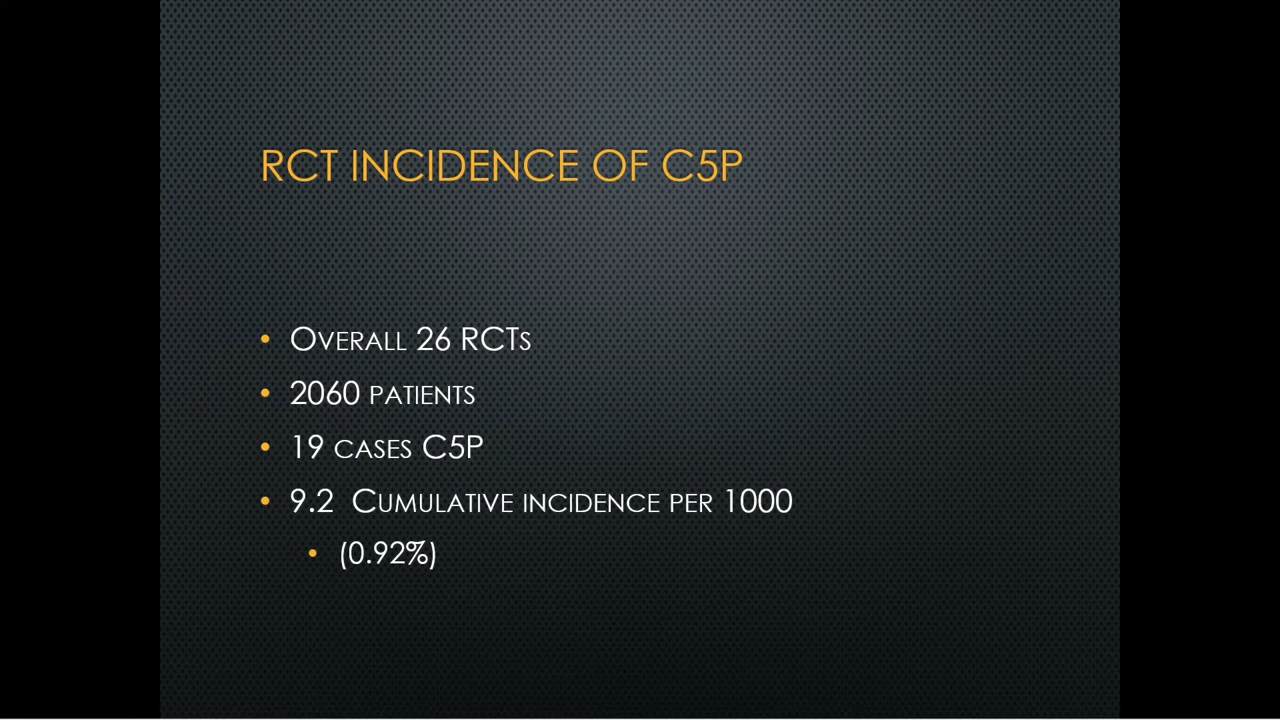 RCT INCIDENCE OF C5P
• OVERALL 26 RCTS
• 2060 PATIENTS
• 19 CASES C5P
• 9.2 CUMULATIVE INCIDENCE PER 1000
• (0.92%)